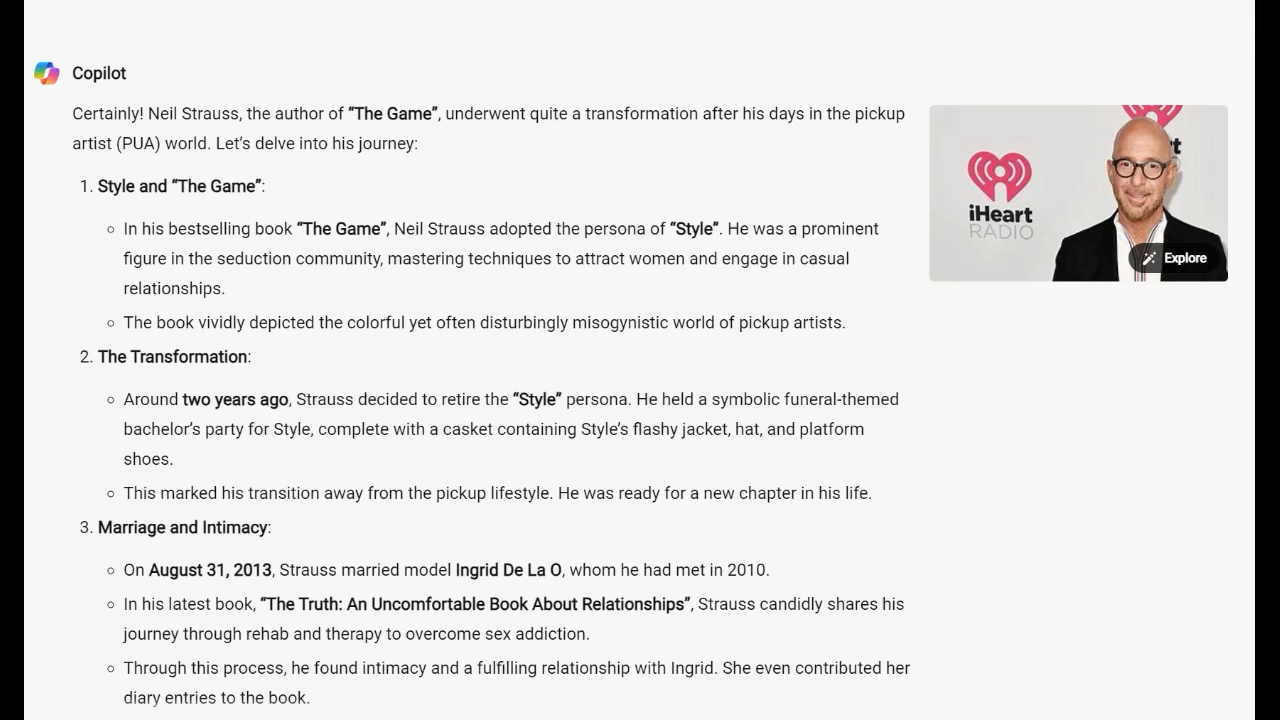 Copilot
Certainly! Neil Strauss, the author of “The Game”, underwent quite a transformation after his days in the pickup
artist (PUA) world. Let’s delve into his journey:
1. Style and “The Game”:
◦ In his bestselling book “The Game”, Neil Strauss adopted the persona of “Style”. He was a prominent
figure in the seduction community, mastering techniques to attract women and engage in casual
relationships.
◦ The book vividly depicted the colorful yet often disturbingly misogynistic world of pickup artists.
2. The Transformation:
◦ Around two years ago, Strauss decided to retire the “Style” persona. He held a symbolic funeral-themed
bachelor’s party for Style, complete with a casket containing Style’s flashy jacket, hat, and platform
shoes.
◦ This marked his transition away from the pickup lifestyle. He was ready for a new chapter in his life.
3. Marriage and Intimacy:
◦ On August 31, 2013, Strauss married model Ingrid De La O, whom he had met in 2010.
◦ In his latest book, “The Truth: An Uncomfortable Book About Relationships”, Strauss candidly shares his
journey through rehab and therapy to overcome sex addiction.
◦ Through this process, he found intimacy and a fulfilling relationship with Ingrid. She even contributed her
diary entries to the book.
iHeart
RADIO
rt
Explore